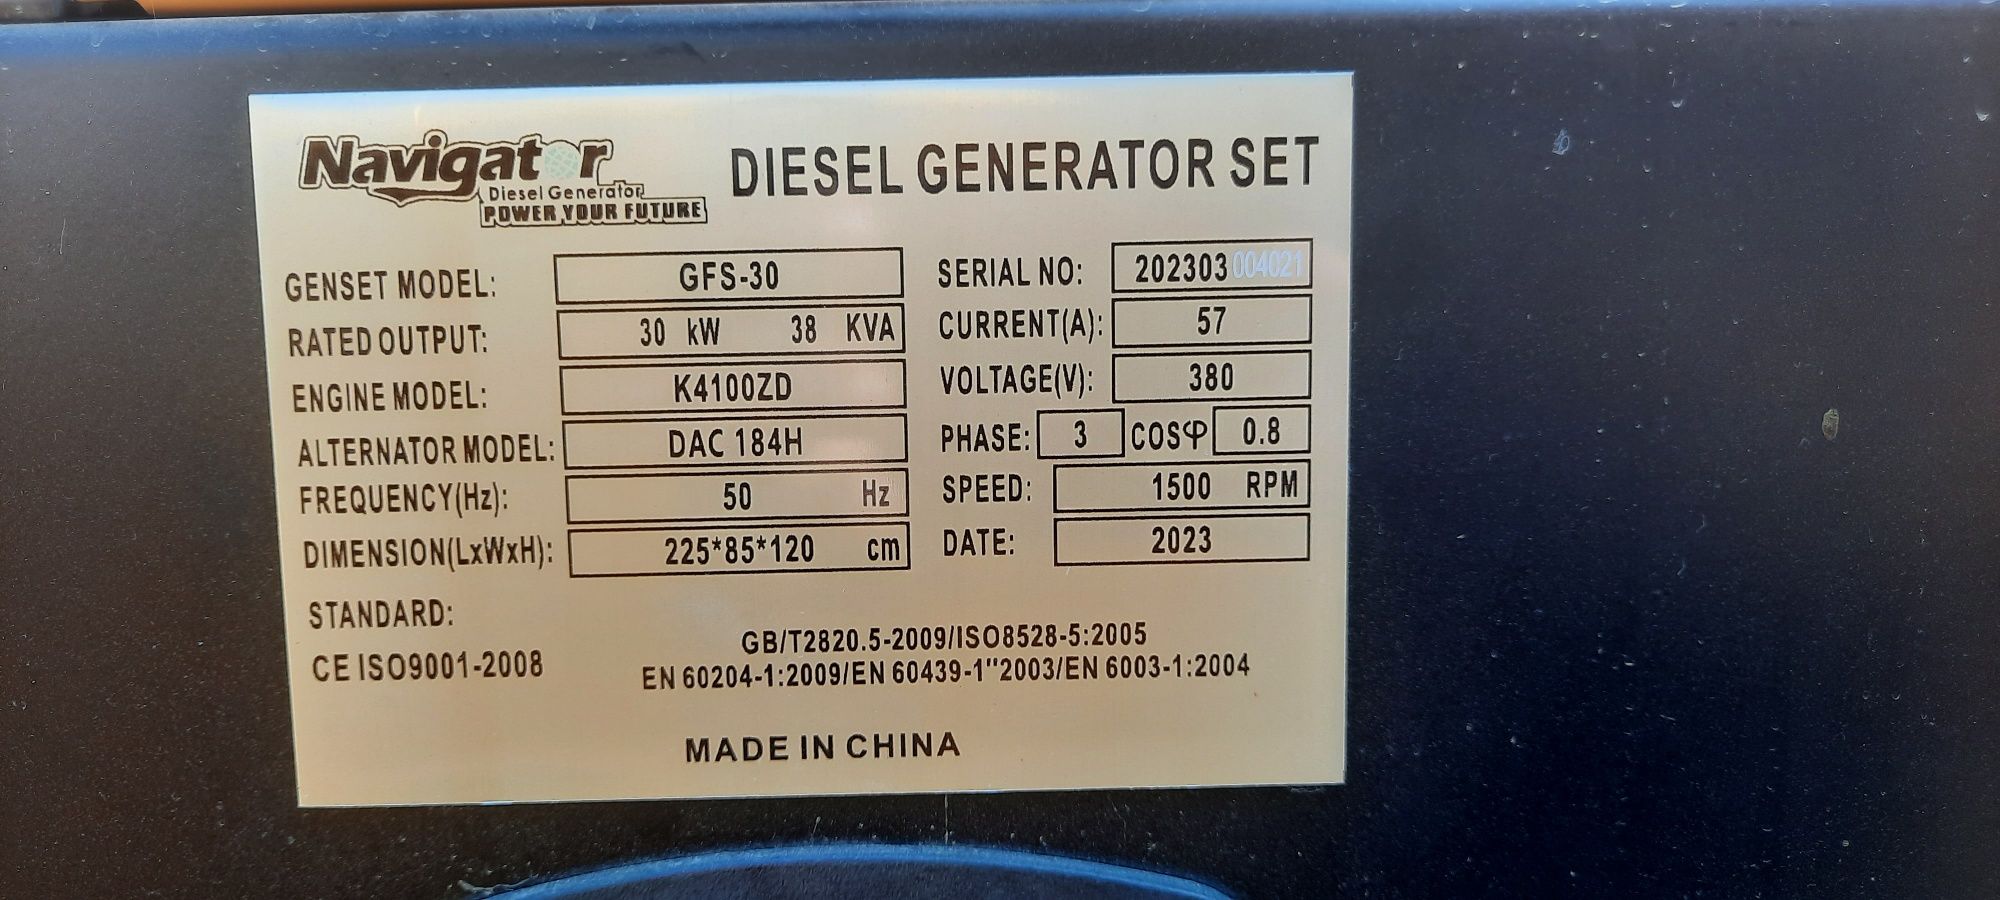 Navigator
Diesel Generator
POWER YOUR FUTURE
DIESEL GENERATOR SET
GENSET MODEL: GFS-30
SERIAL NO: 202303004021
RATED OUTPUT: 30 kW 38 KVA
CURRENT(A): 57
ENGINE MODEL: K4100ZD
VOLTAGE(V): 380
ALTERNATOR MODEL: DAC 184H
PHASE: 3 COSφ 0.8
FREQUENCY(Hz): 50 Hz
SPEED: 1500 RPM
DIMENSION(LxWxH): 225*85*120 cm
DATE: 2023
STANDARD:
GB/T2820.5-2009/ISO8528-5:2005
CE ISO9001-2008
EN 60204-1:2009/EN 60439-1"2003/EN 6003-1:2004
MADE IN CHINA